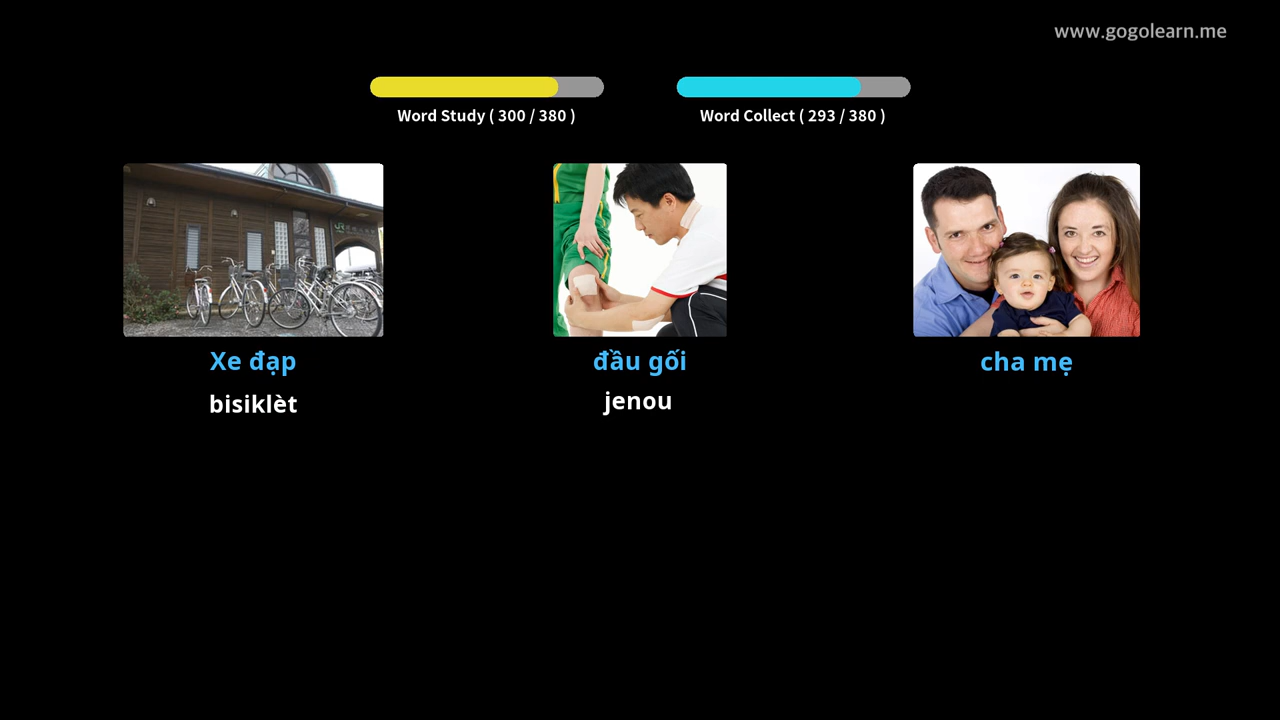 www.gogolearn.me
Word Study ( 300 / 380 )
Word Collect ( 293 / 380 )
JR
Xe đạp
đầu gối
cha mẹ
bisiklèt
jenou